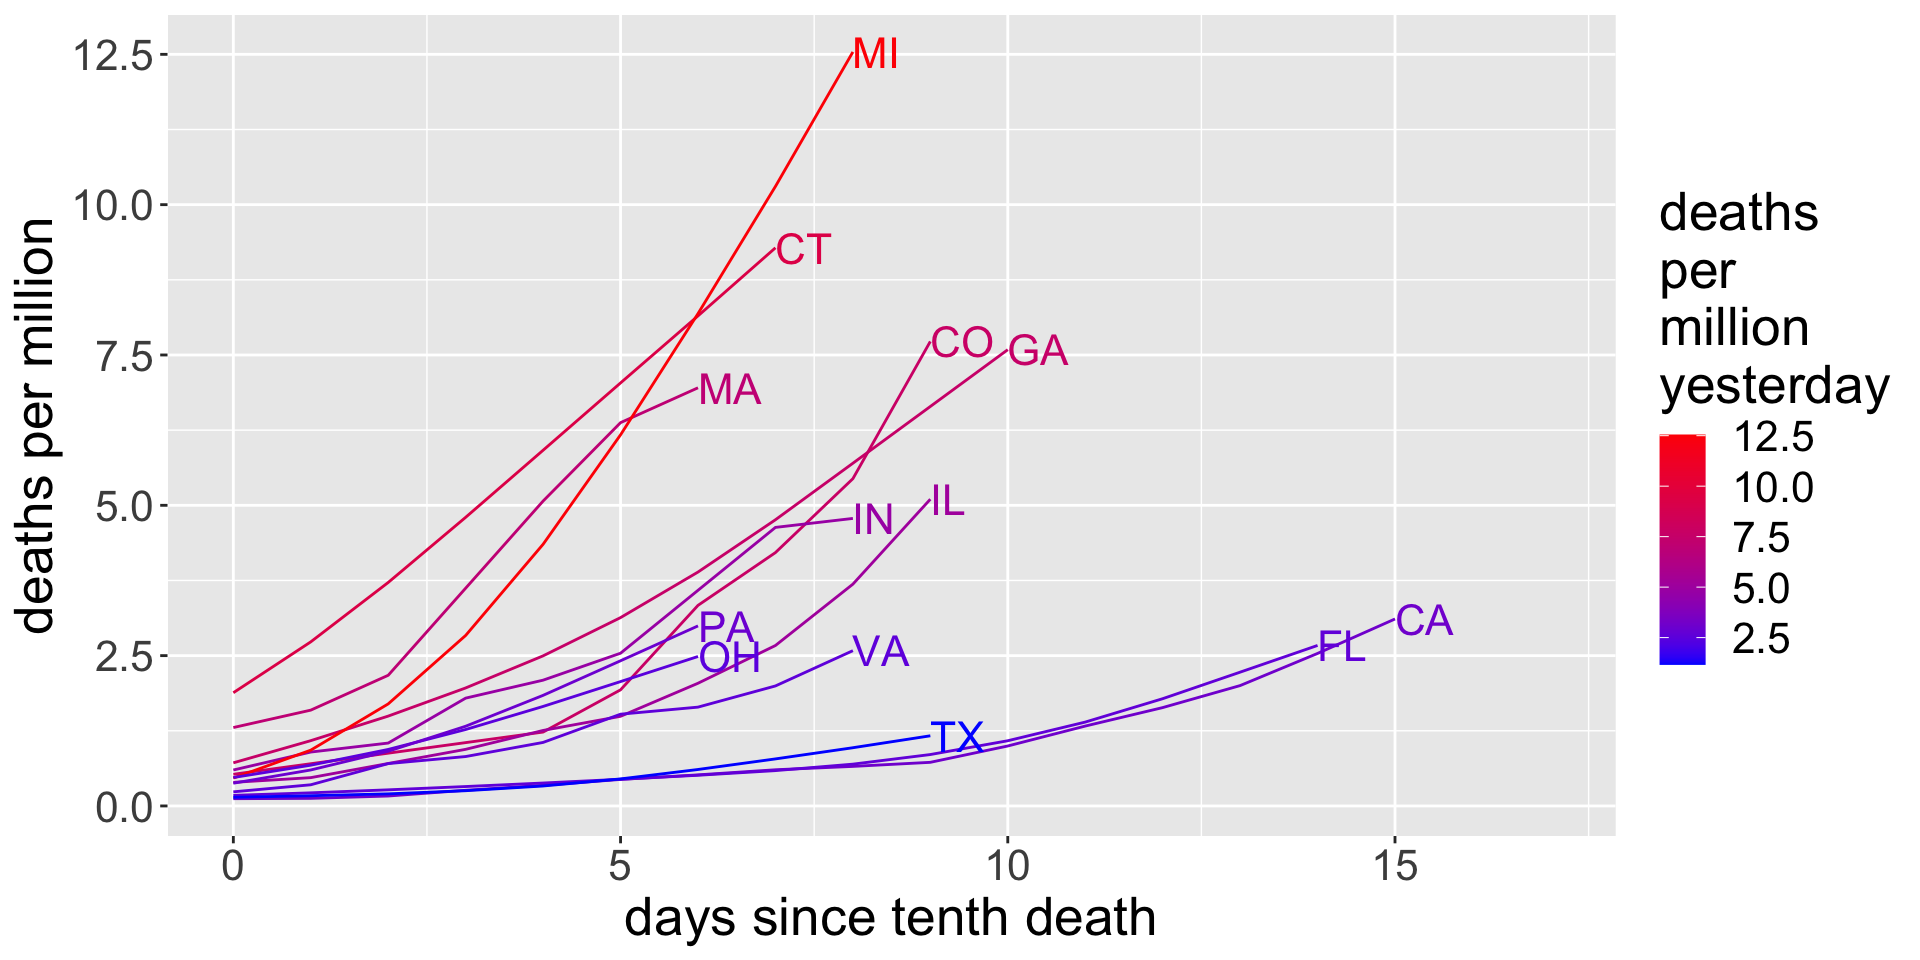 12.5
10.0
7.5
5.0
2.5
0.0
deaths per million
MI
CT
CO
GA
MA
IL
IN
PA
OH
VA
FL
CA
TX
0
5
10
15
days since tenth death
deaths
per
million
yesterday
12.5
10.0
7.5
5.0
2.5